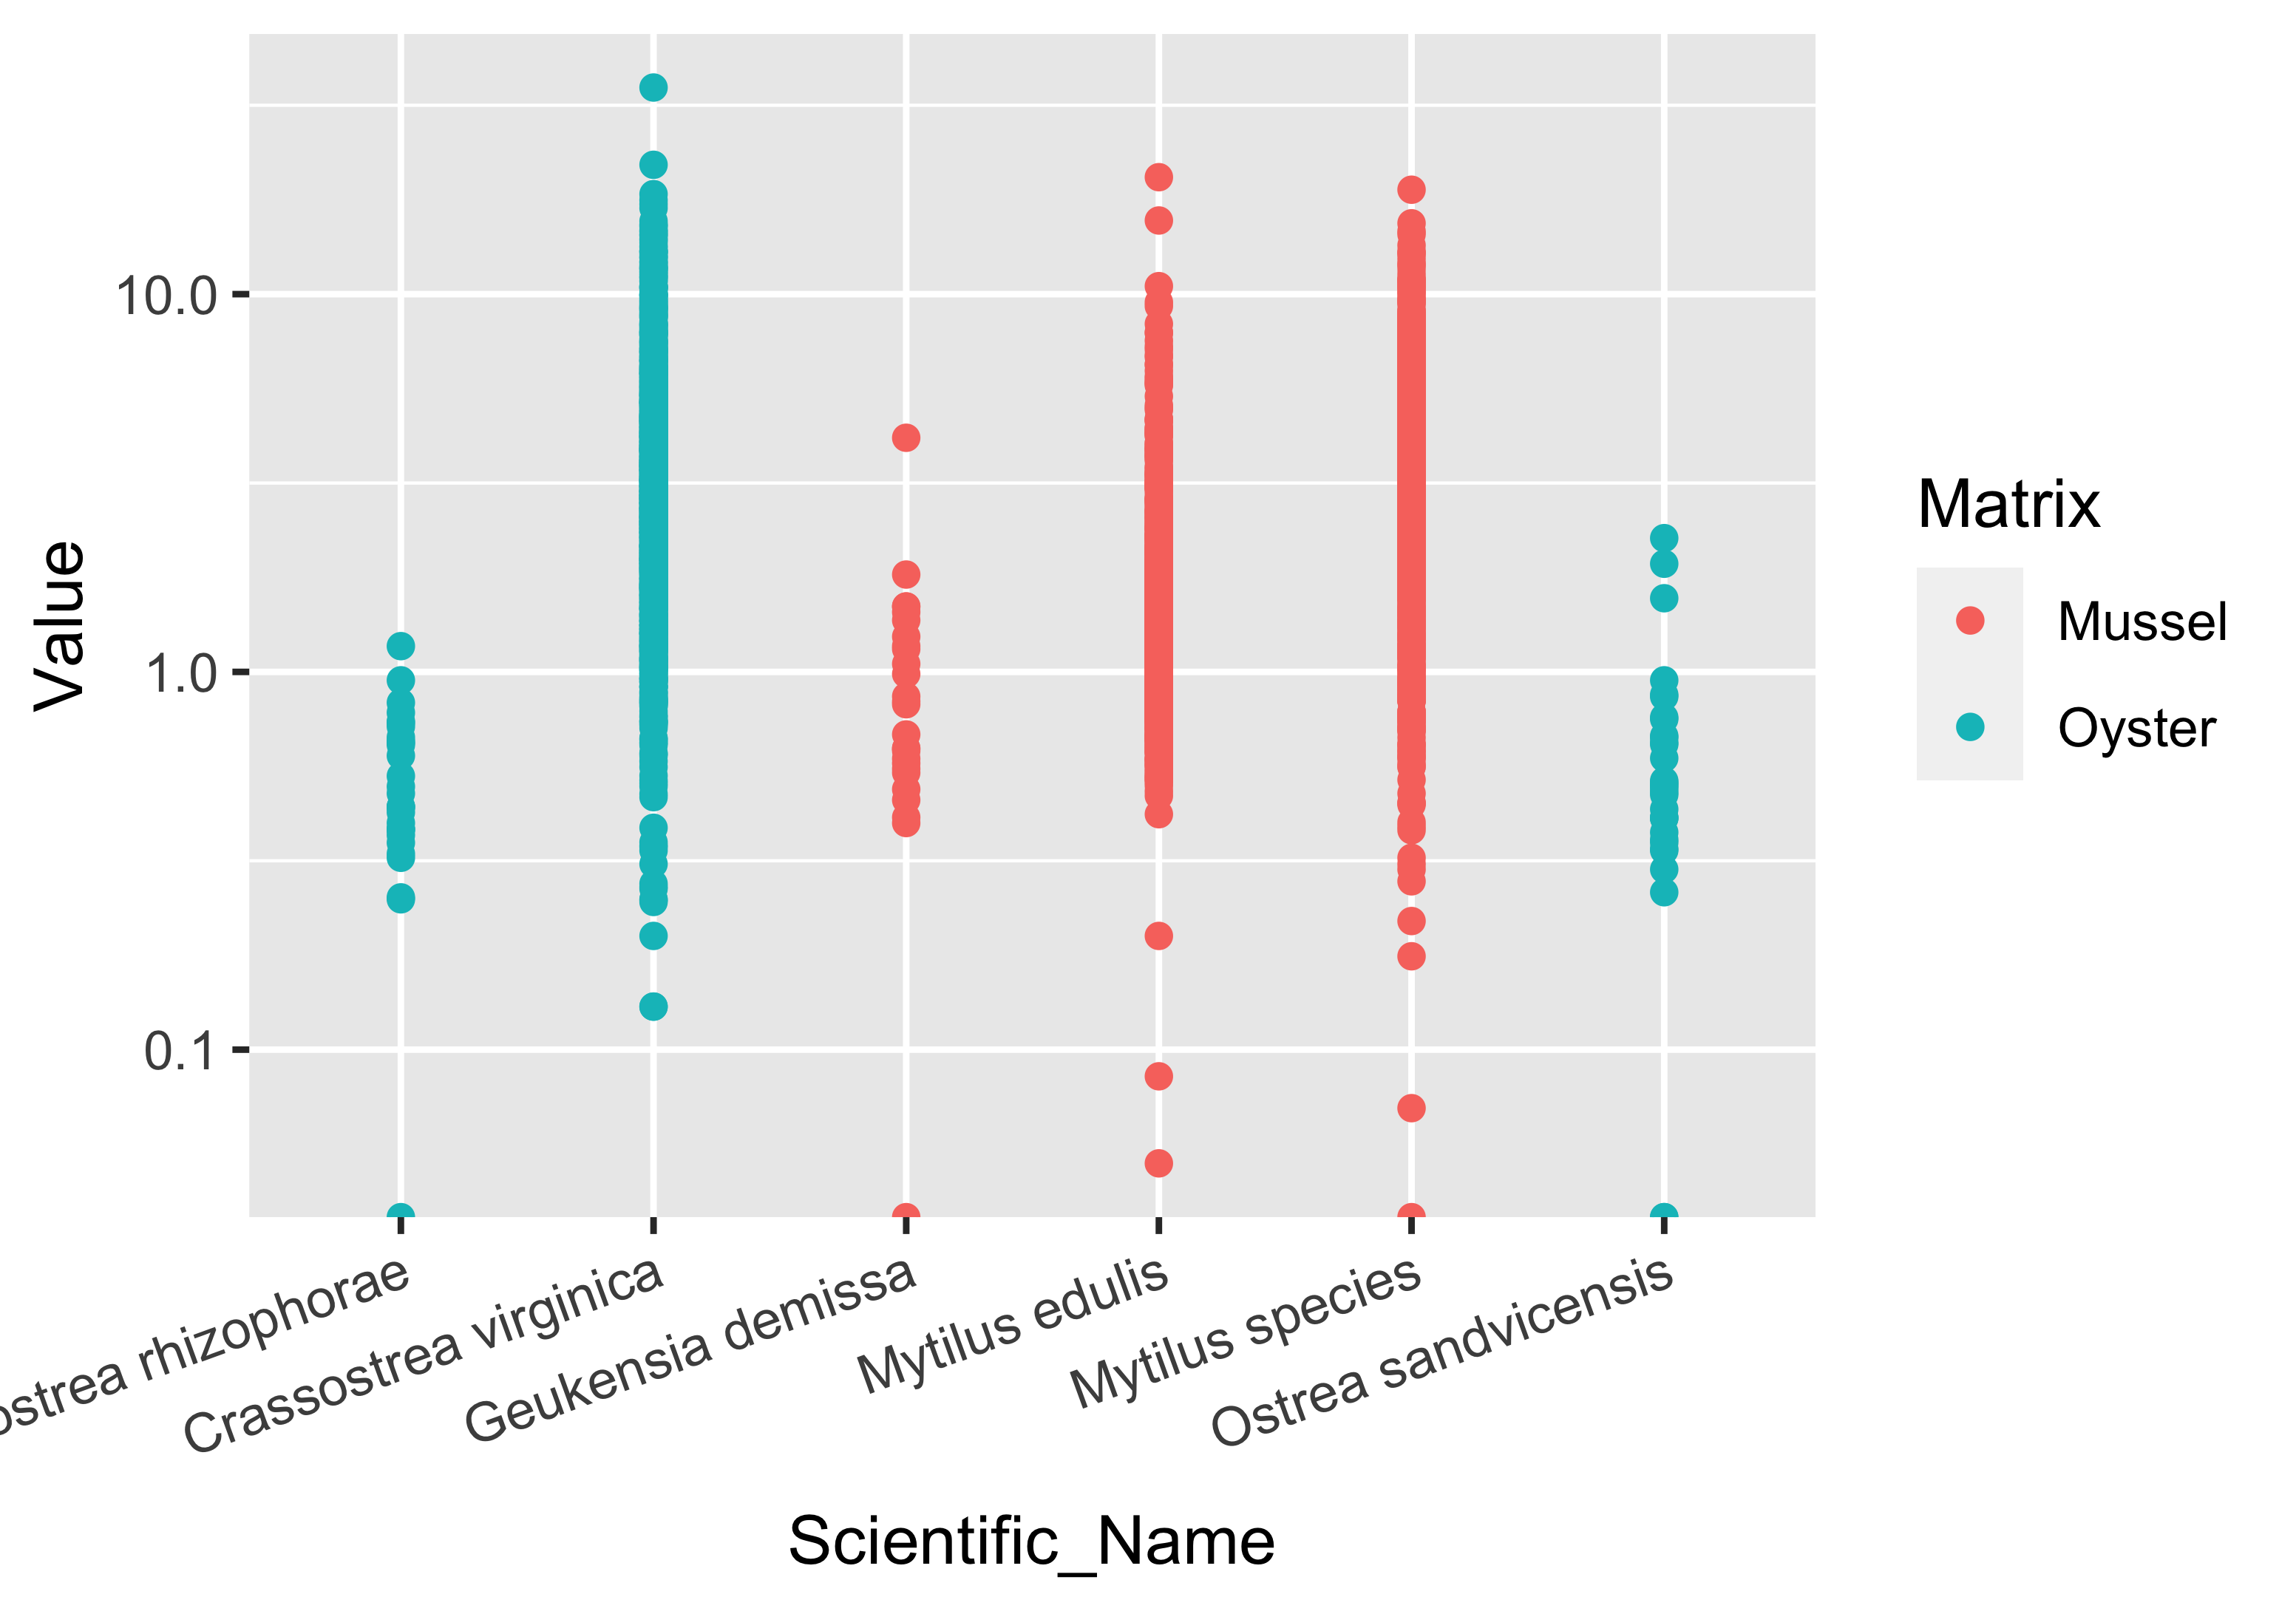 10.0
1.0
0.1
Value
rhizophorae
Crassostrea virginica
Geukensia demissa
Mytilus edulis
Mytilus species
Ostrea sandvicensis
Scientific_Name
Matrix
Mussel
Oyster